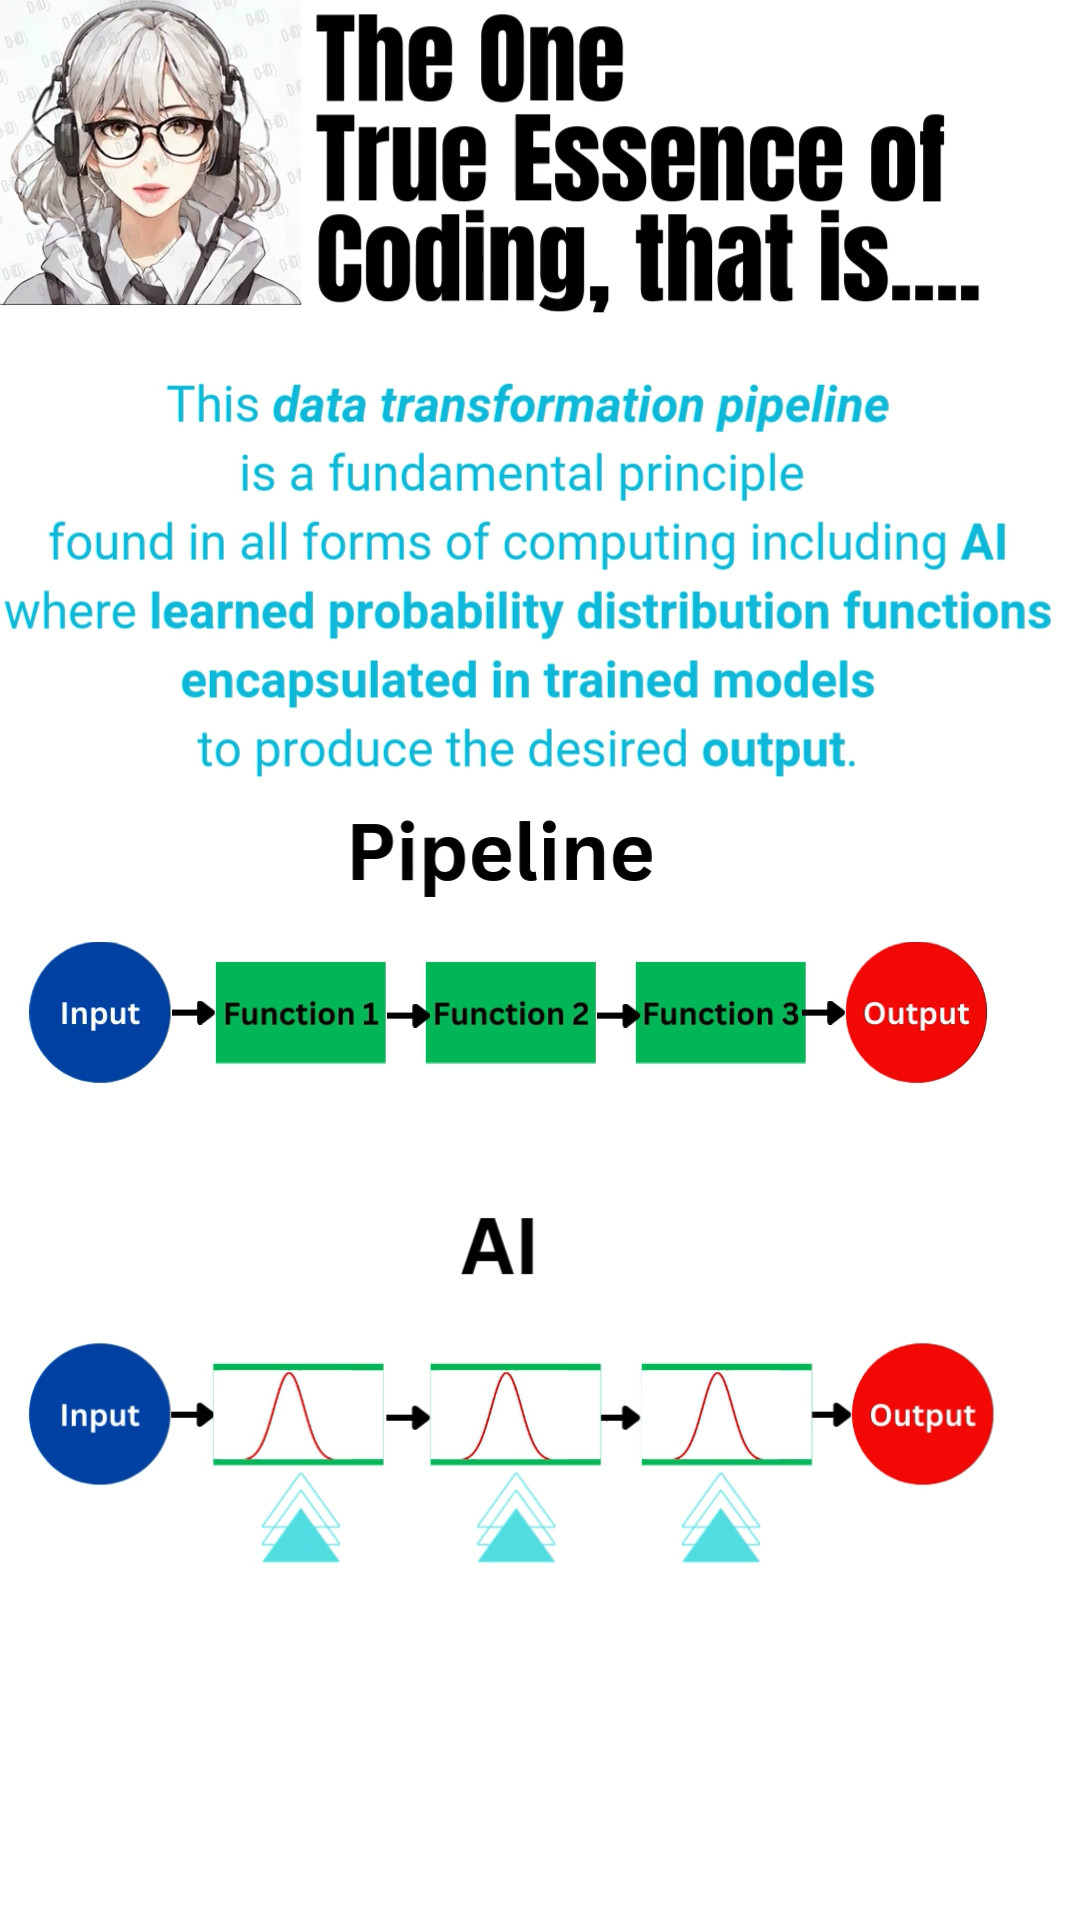 The One
True Essence of
Coding, that is....
This data transformation pipeline
is a fundamental principle
found in all forms of computing including AI
where learned probability distribution functions
encapsulated in trained models
to produce the desired output.
Pipeline
Input
Function 1
Function 2
Function 3
Output
AI
Input
Output